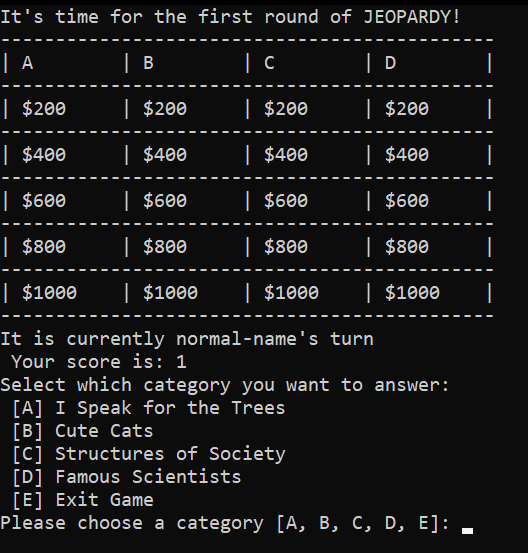 It's time for the first round of JEOPARDY!
---------------------------------------------
| A        | B        | C        | D        |
---------------------------------------------
| $200     | $200     | $200     | $200     |
---------------------------------------------
| $400     | $400     | $400     | $400     |
---------------------------------------------
| $600     | $600     | $600     | $600     |
---------------------------------------------
| $800     | $800     | $800     | $800     |
---------------------------------------------
| $1000    | $1000    | $1000    | $1000    |
---------------------------------------------
It is currently normal-name's turn
 Your score is: 1
Select which category you want to answer:
 [A] I Speak for the Trees
 [B] Cute Cats
 [C] Structures of Society
 [D] Famous Scientists
 [E] Exit Game
Please choose a category [A, B, C, D, E]: